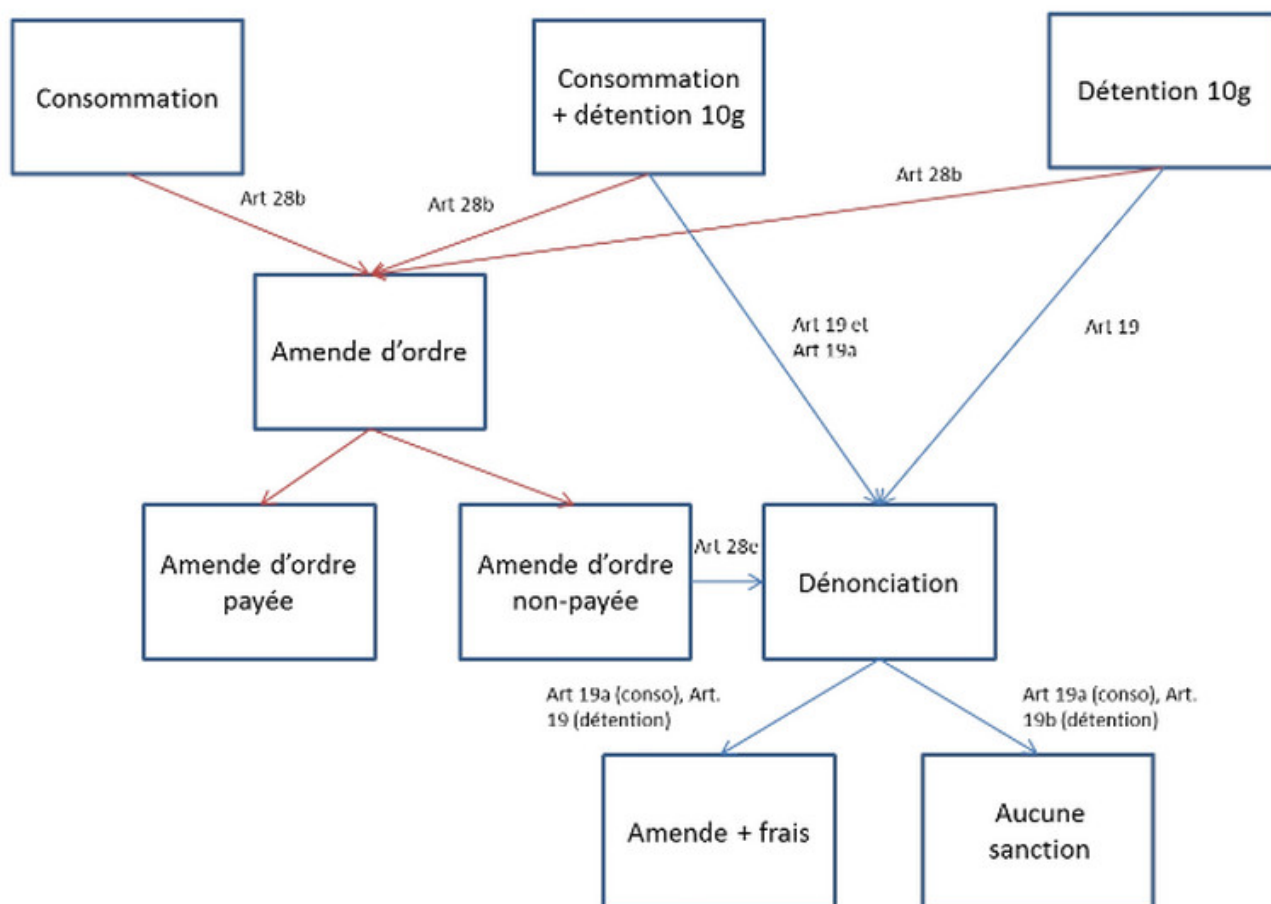 Consommation
Consommation
+ détention 10g
Détention 10g
Art 28b
Art 28b
Art 28b
Amende d'ordre
Art 19 et
Art 19a
Art 19
Amende d'ordre
payée
Amende d'ordre
non-payée
Art 28e
Dénonciation
Art 19a (conso), Art.
19 (détention)
Art 19a (conso), Art.
19b (détention)
Amende + frais
Aucune
sanction